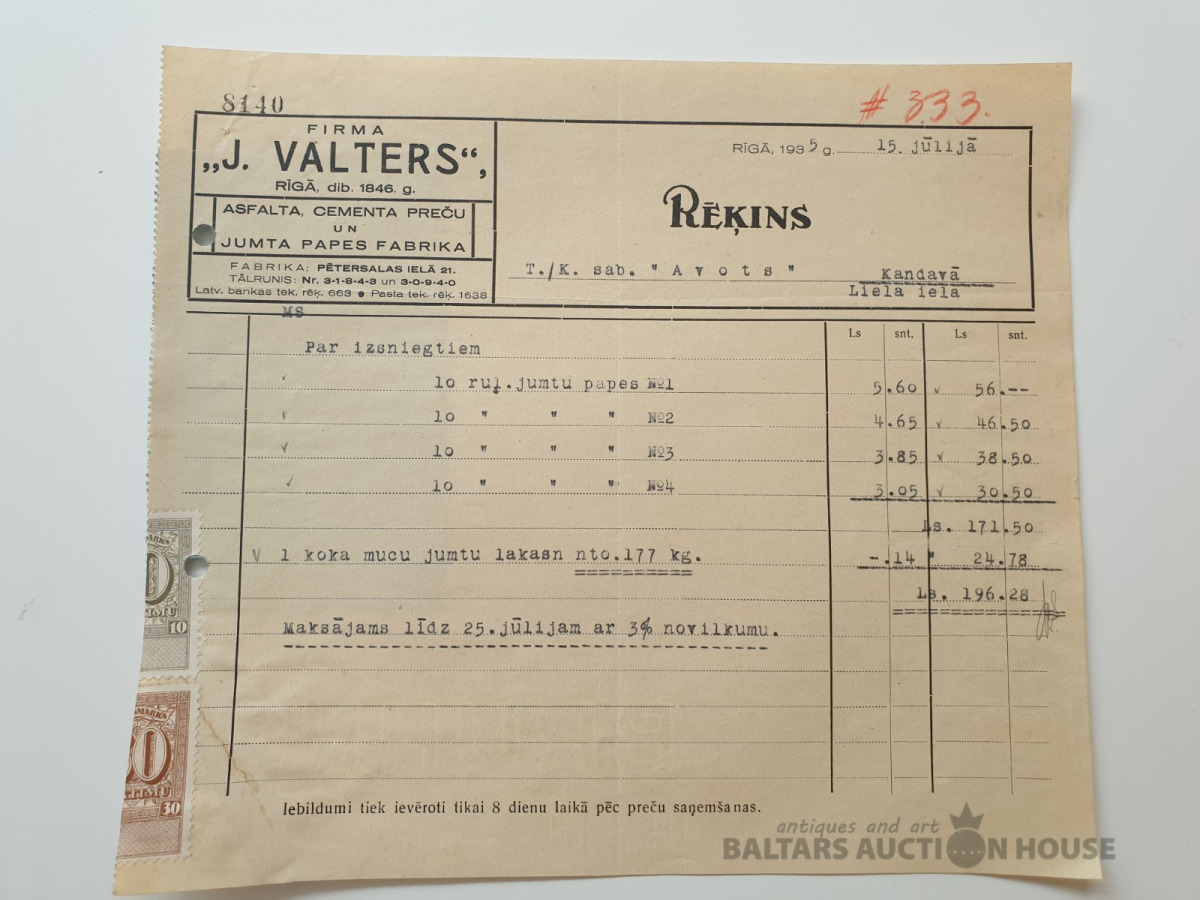 8140
# 333.
FIRMA
„J. VALTERS“,
RĪGĀ, dib. 1846. g.
ASFALTA, CEMENTA PREČU
UN
JUMTA PAPES FABRIKA
FABRIKA: PĒTERSALAS IELĀ 21.
TĀLRUNIS: Nr. 3-1-8-4-3 un 3-0-9-4-0
Latv. bankas tek. rēķ. 663 ● Pasta tek. rēķ. 1638
RĪGĀ, 1935 g. 15. jūlijā
RĒĶINS
T./K. sab. "Avots" Kandavā
Liela iela
MS
Ls snt. Ls snt.
Par izsniegtiem
10 ruļ. jumtu papes №1 5.60 56.--
10 " " " №2 4.65 46.50
10 " " " №3 3.85 38.50
10 " " " №4 3.05 30.50
Ls. 171.50
1 koka mucu jumtu lakasn nto.177 kg. -.14 " 24.78
Ls. 196.28
Maksājams līdz 25.jūlijam ar 3% novilkumu.
10
30
Iebildumi tiek ievēroti tikai 8 dienu laikā pēc preču saņemšanas.
antiques and art
BALTARS AUCTION HOUSE